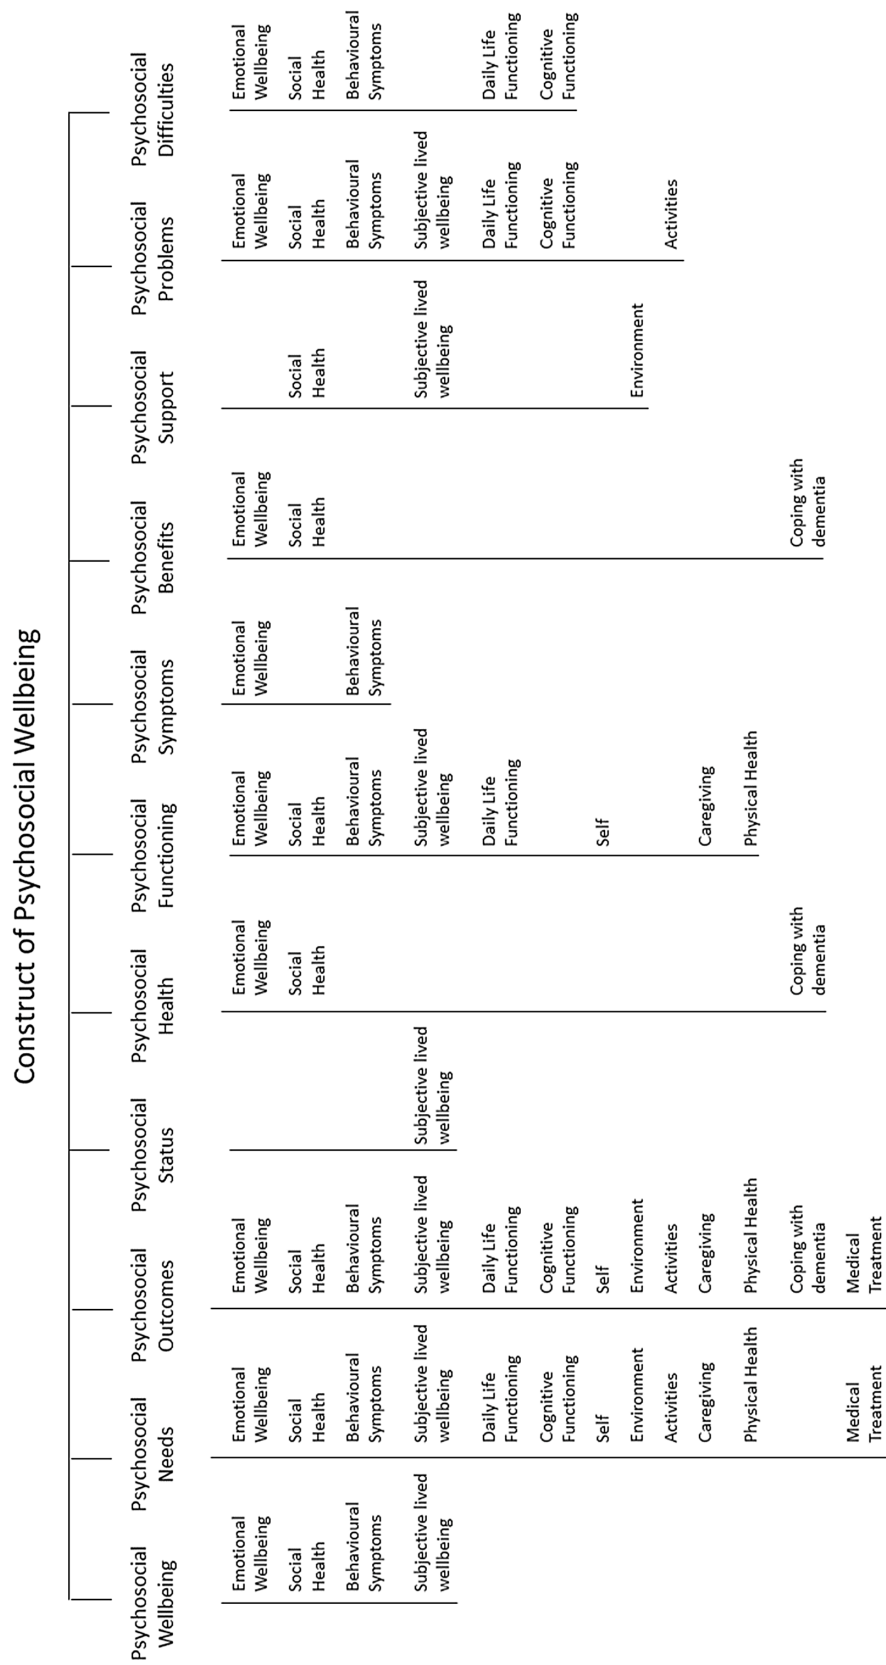 Construct of Psychosocial Wellbeing
Psychosocial
Wellbeing
Emotional
Wellbeing
Social
Health
Behavioural
Symptoms
Subjective lived
wellbeing
Psychosocial
Needs
Emotional
Wellbeing
Social
Health
Behavioural
Symptoms
Subjective lived
wellbeing
Daily Life
Functioning
Cognitive
Functioning
Self
Environment
Activities
Caregiving
Physical Health
Medical
Treatment
Psychosocial
Outcomes
Emotional
Wellbeing
Social
Health
Behavioural
Symptoms
Subjective lived
wellbeing
Daily Life
Functioning
Cognitive
Functioning
Self
Environment
Activities
Caregiving
Physical Health
Coping with
dementia
Medical
Treatment
Psychosocial
Status
Subjective lived
wellbeing
Psychosocial
Health
Emotional
Wellbeing
Social
Health
Coping with
dementia
Psychosocial
Functioning
Emotional
Wellbeing
Social
Health
Behavioural
Symptoms
Subjective lived
wellbeing
Daily Life
Functioning
Self
Caregiving
Physical Health
Psychosocial
Symptoms
Emotional
Wellbeing
Behavioural
Symptoms
Psychosocial
Benefits
Emotional
Wellbeing
Social
Health
Coping with
dementia
Psychosocial
Support
Social
Health
Subjective lived
wellbeing
Environment
Psychosocial
Problems
Emotional
Wellbeing
Social
Health
Behavioural
Symptoms
Subjective lived
wellbeing
Daily Life
Functioning
Cognitive
Functioning
Activities
Psychosocial
Difficulties
Emotional
Wellbeing
Social
Health
Behavioural
Symptoms
Daily Life
Functioning
Cognitive
Functioning